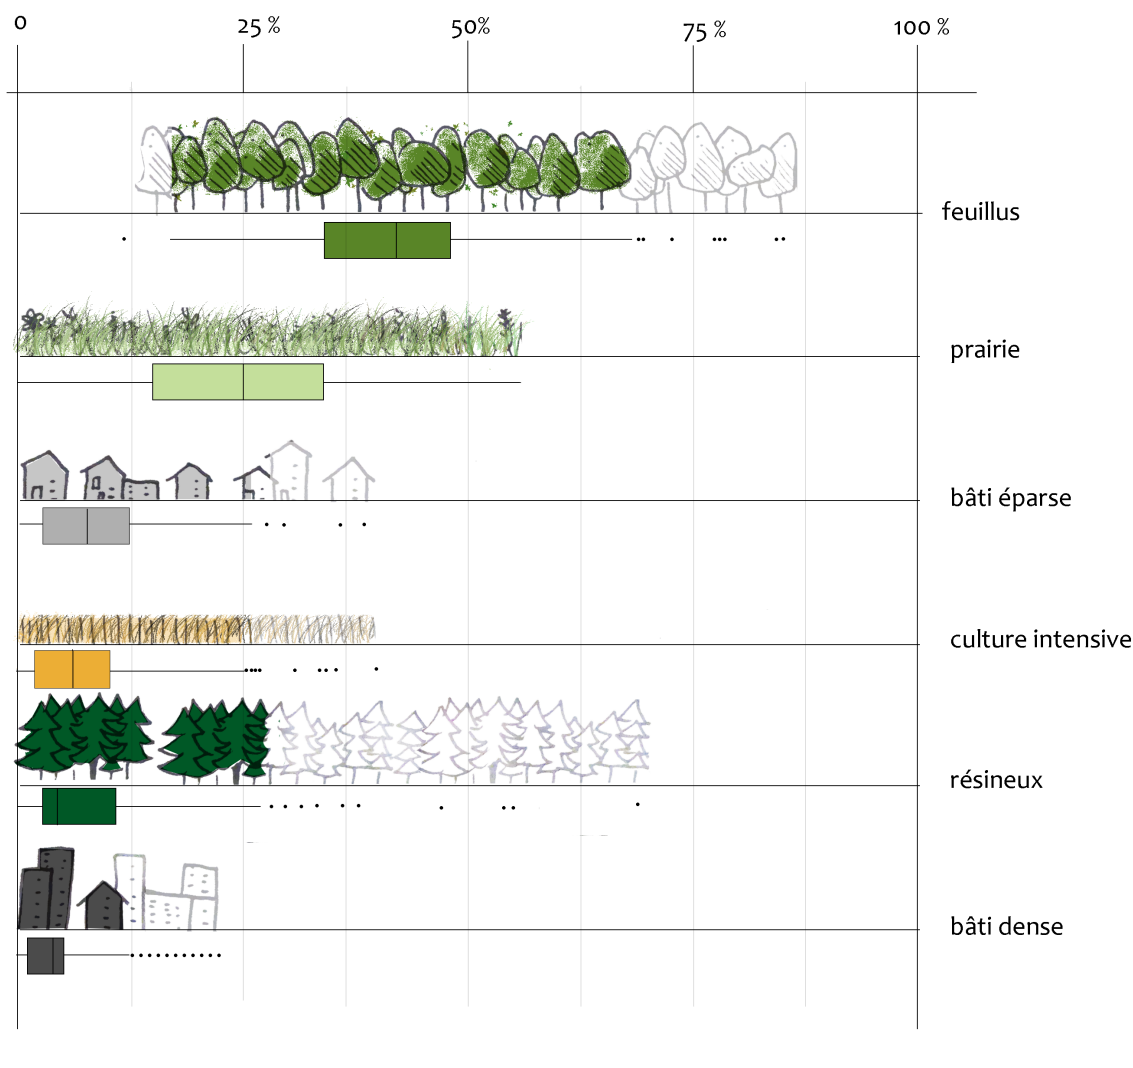 0 25 % 50% 75 % 100 %
feuillus
prairie
bâti éparse
culture intensive
résineux
bâti dense